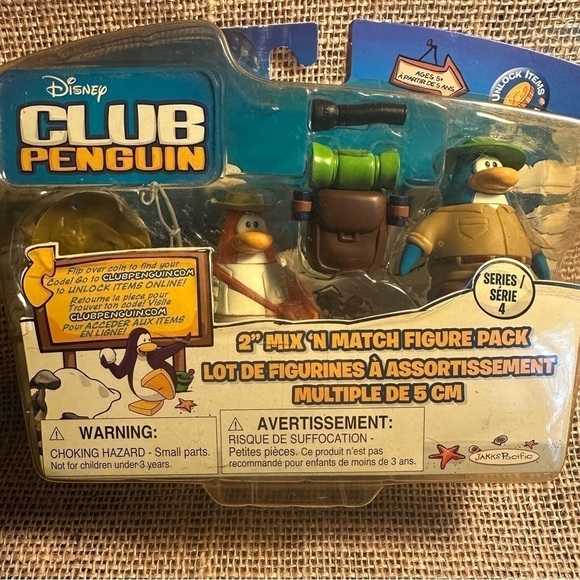 Disney
CLUB
PENGUIN
AGES 5+
À PARTIR DE 5 ANS
UNLOCK ITEMS
Flip over coin to find your
Code! Go to CLUBPENGUIN.COM
to UNLOCK ITEMS ONLINE!
Retourne la pièce pour
Trouver ton code! Visite
CLUBPENGUIN.COM
Pour ACCÉDER AUX ITEMS
EN LIGNE!
SERIES /
SÉRIE
4
2" MIX 'N MATCH FIGURE PACK
LOT DE FIGURINES À ASSORTISSEMENT
MULTIPLE DE 5 CM
WARNING:
CHOKING HAZARD - Small parts.
Not for children under 3 years.
AVERTISSEMENT:
RISQUE DE SUFFOCATION -
Petites pièces. Ce produit n'est pas
recommandé pour enfants de moins de 3 ans.
JAKKS Pacific